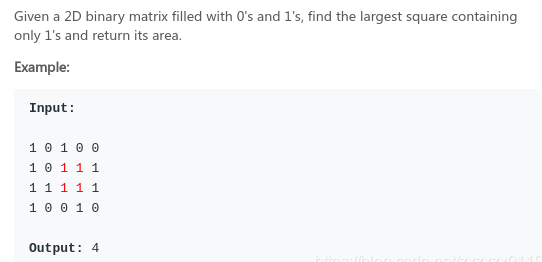 Given a 2D binary matrix filled with 0's and 1's, find the largest square containing
only 1's and return its area.
Example:
Input:
1 0 1 0 0
1 0 1 1 1
1 1 1 1 1
1 0 0 1 0
Output: 4